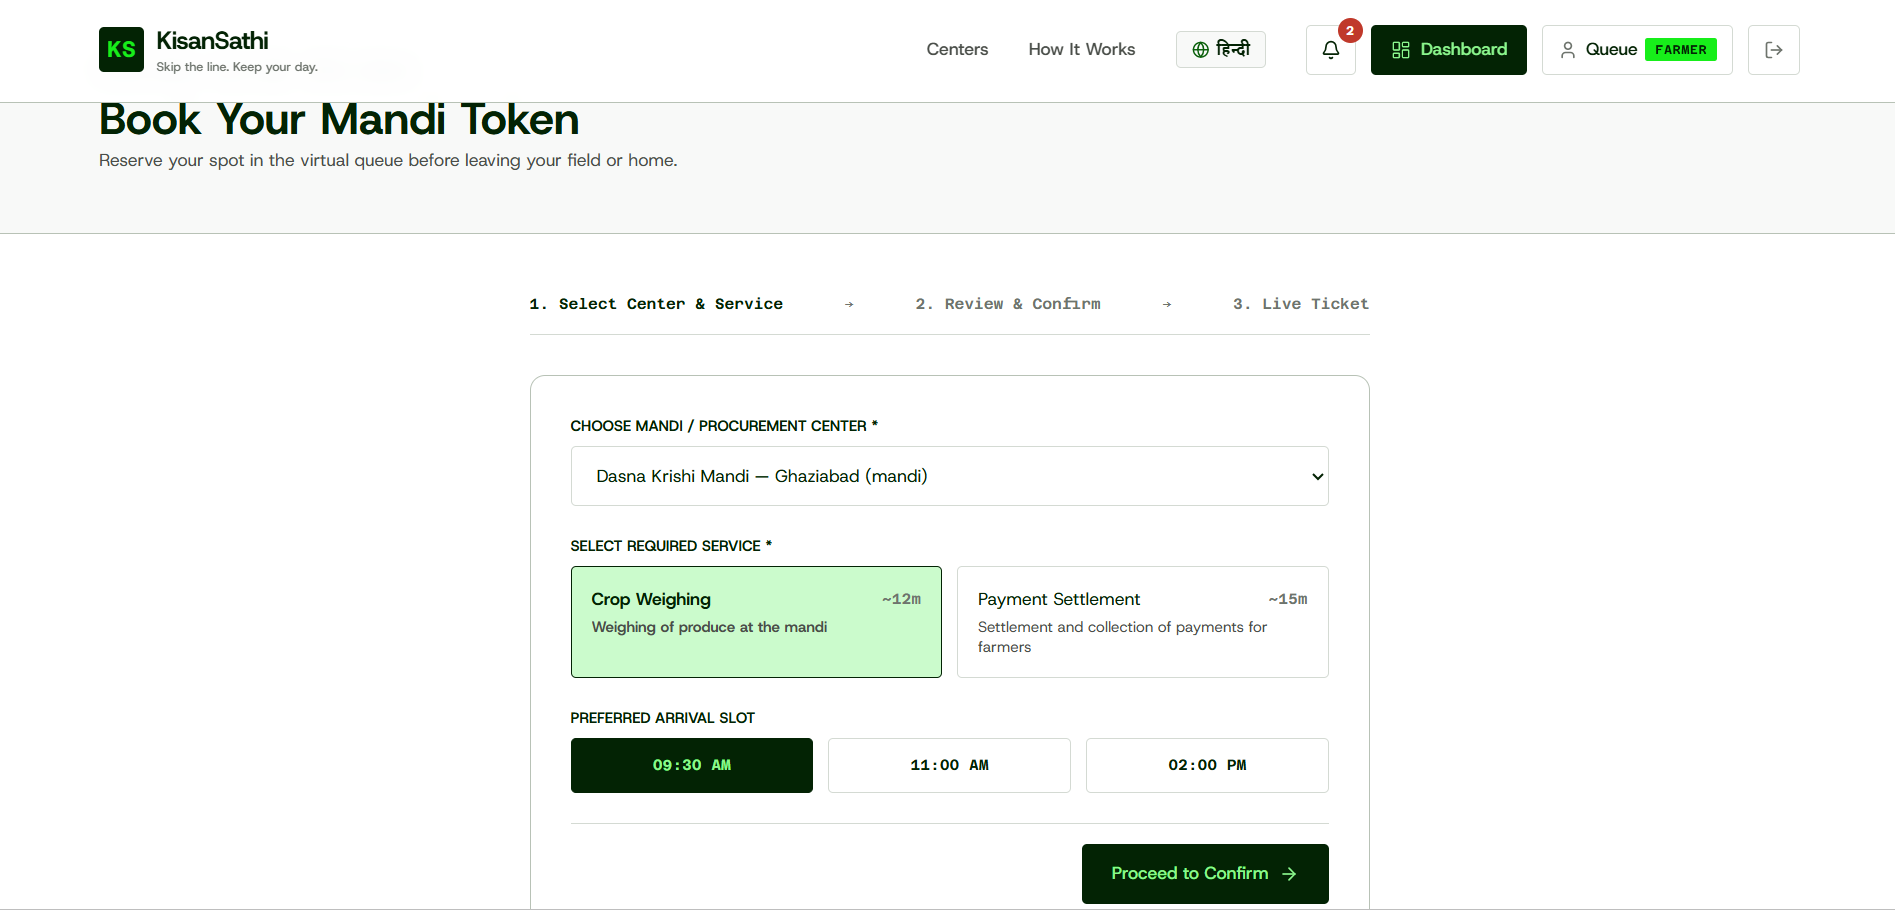 KS
KisanSathi
Skip the line. Keep your day.
Centers
How It Works
हिन्दी
2
Dashboard
Queue FARMER
Book Your Mandi Token
Reserve your spot in the virtual queue before leaving your field or home.
1. Select Center & Service → 2. Review & Confirm → 3. Live Ticket
CHOOSE MANDI / PROCUREMENT CENTER *
Dasna Krishi Mandi — Ghaziabad (mandi)
SELECT REQUIRED SERVICE *
Crop Weighing ~12m
Weighing of produce at the mandi
Payment Settlement ~15m
Settlement and collection of payments for
farmers
PREFERRED ARRIVAL SLOT
09:30 AM
11:00 AM
02:00 PM
Proceed to Confirm →